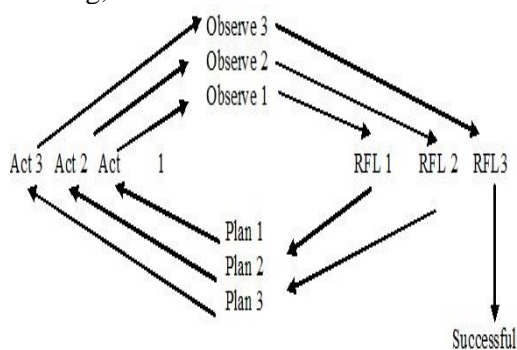 Observe 3
Observe 2
Observe 1
Act 3 Act 2 Act 1 RFL 1 RFL 2 RFL3
Plan 1
Plan 2
Plan 3
Successful